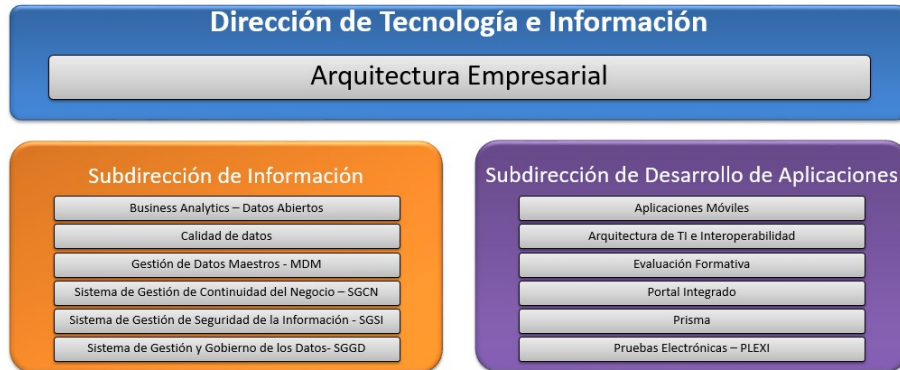 Dirección de Tecnología e Información
Arquitectura Empresarial
Subdirección de Información
Business Analytics – Datos Abiertos
Calidad de datos
Gestión de Datos Maestros - MDM
Sistema de Gestión de Continuidad del Negocio – SGCN
Sistema de Gestión de Seguridad de la Información - SGSI
Sistema de Gestión y Gobierno de los Datos- SGGD
Subdirección de Desarrollo de Aplicaciones
Aplicaciones Móviles
Arquitectura de TI e Interoperabilidad
Evaluación Formativa
Portal Integrado
Prisma
Pruebas Electrónicas – PLEXI